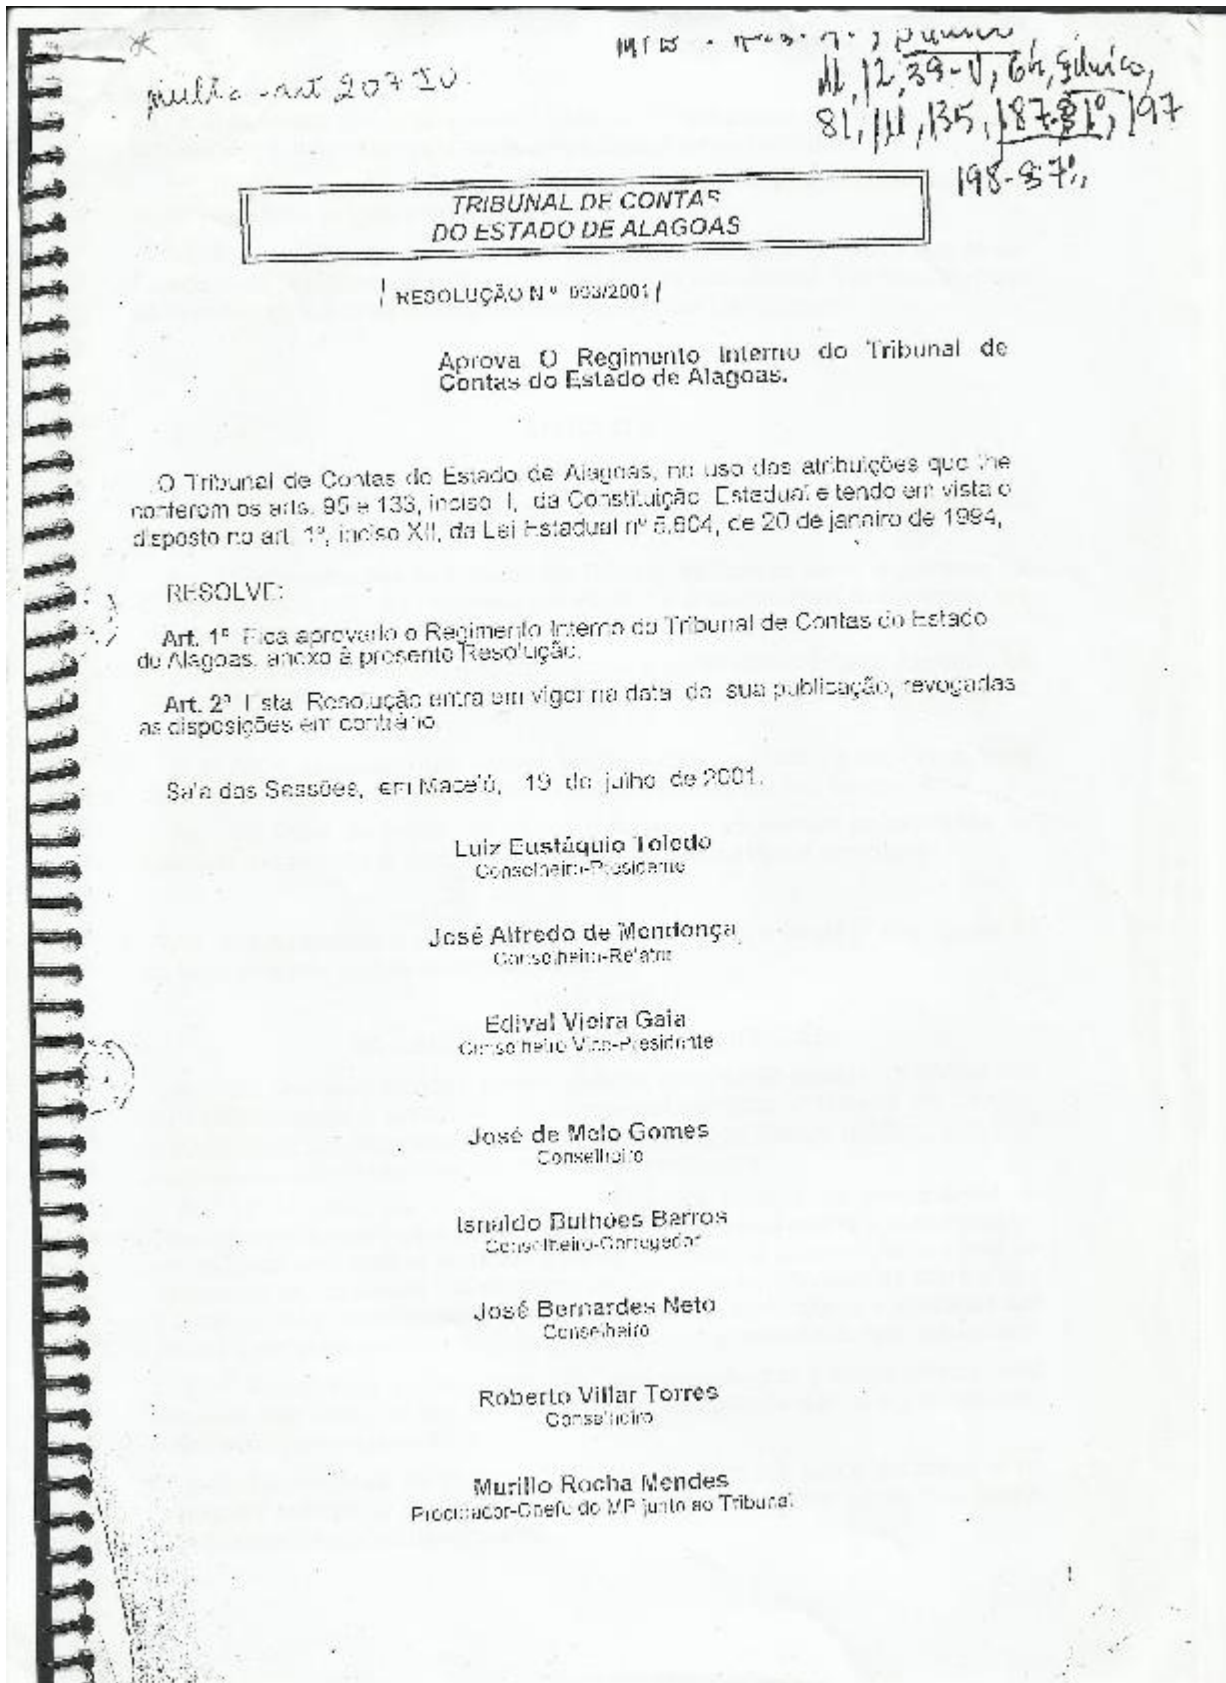 multa - art 207 IV.
11, 12, 39-V, 64, § único,
81, 111, 135, 187-§1º, 197
198-§7º,,
TRIBUNAL DE CONTAS
DO ESTADO DE ALAGOAS
RESOLUÇÃO N º 003/2001
Aprova O Regimento Interno do Tribunal de
Contas do Estado de Alagoas.
O Tribunal de Contas do Estado de Alagoas, no uso das atribuições que lhe
conferem os arts. 95 e 133, inciso I, da Constituição Estadual e tendo em vista o
disposto no art. 1º, inciso XII, da Lei Estadual nº 5.604, de 20 de janeiro de 1994,
RESOLVE:
Art. 1º Fica aprovado o Regimento Interno do Tribunal de Contas do Estado
de Alagoas, anexo à presente Resolução.
Art. 2º Esta Resolução entra em vigor na data de sua publicação, revogadas
as disposições em contrário.
Sala das Sessões, em Maceió, 19 de julho de 2001.
Luiz Eustáquio Toledo
Conselheiro-Presidente
José Alfredo de Mendonça
Conselheiro-Relator
Edival Vieira Gaia
Conselheiro Vice-Presidente
José de Melo Gomes
Conselheiro
Isnaldo Bulhões Barros
Conselheiro-Corregedor
José Bernardes Neto
Conselheiro
Roberto Villar Torres
Conselheiro
Murillo Rocha Mendes
Procurador-Chefe do MP junto ao Tribunal
1